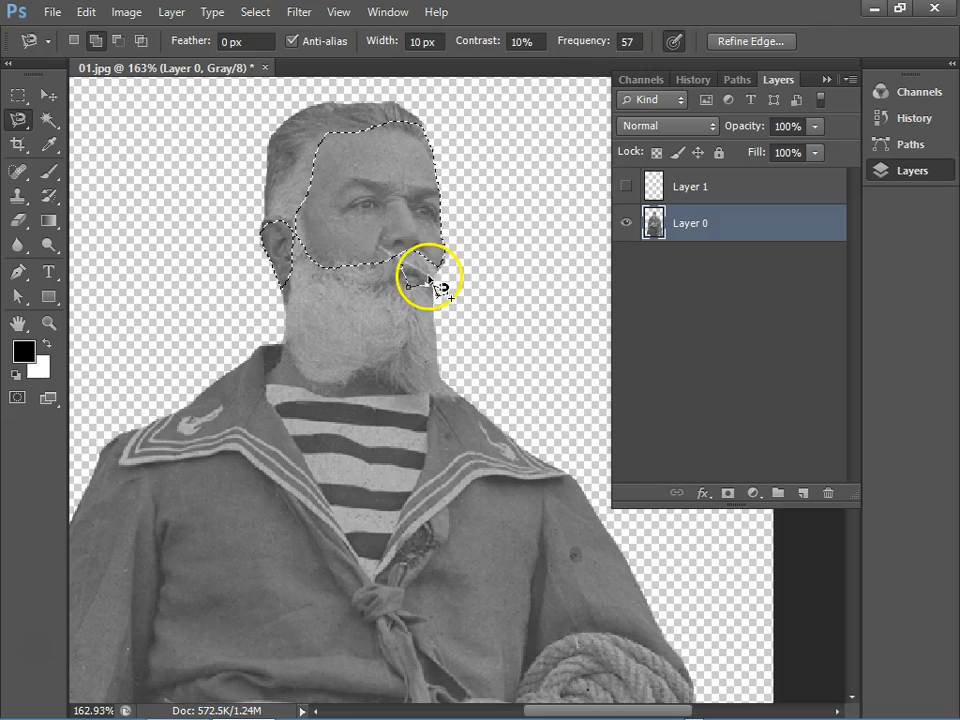 Ps File Edit Image Layer Type Select Filter View Window Help
Feather: 0 px Anti-alias Width: 10 px Contrast: 10% Frequency: 57 Refine Edge...
01.jpg @ 163% (Layer 0, Gray/8) * ×
Channels History Paths Layers
Kind
Normal Opacity: 100%
Lock: Fill: 100%
Layer 1
Layer 0
fx
Channels
History
Paths
Layers
162.93% Doc: 572.5K/1.24M